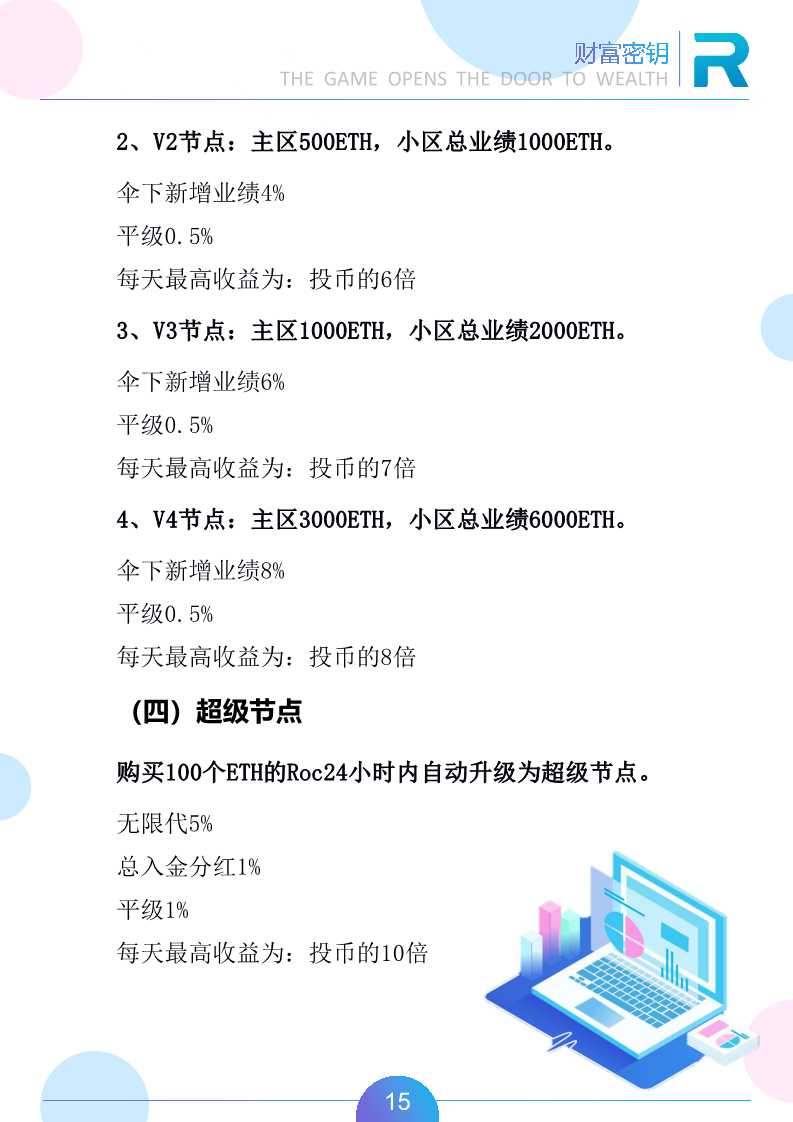 财富密钥
THE GAME OPENS THE DOOR TO WEALTH
2、V2节点：主区500ETH，小区总业绩1000ETH。
伞下新增业绩4%
平级0.5%
每天最高收益为：投币的6倍
3、V3节点：主区1000ETH，小区总业绩2000ETH。
伞下新增业绩6%
平级0.5%
每天最高收益为：投币的7倍
4、V4节点：主区3000ETH，小区总业绩6000ETH。
伞下新增业绩8%
平级0.5%
每天最高收益为：投币的8倍
（四）超级节点
购买100个ETH的Roc24小时内自动升级为超级节点。
无限代5%
总入金分红1%
平级1%
每天最高收益为：投币的10倍
15